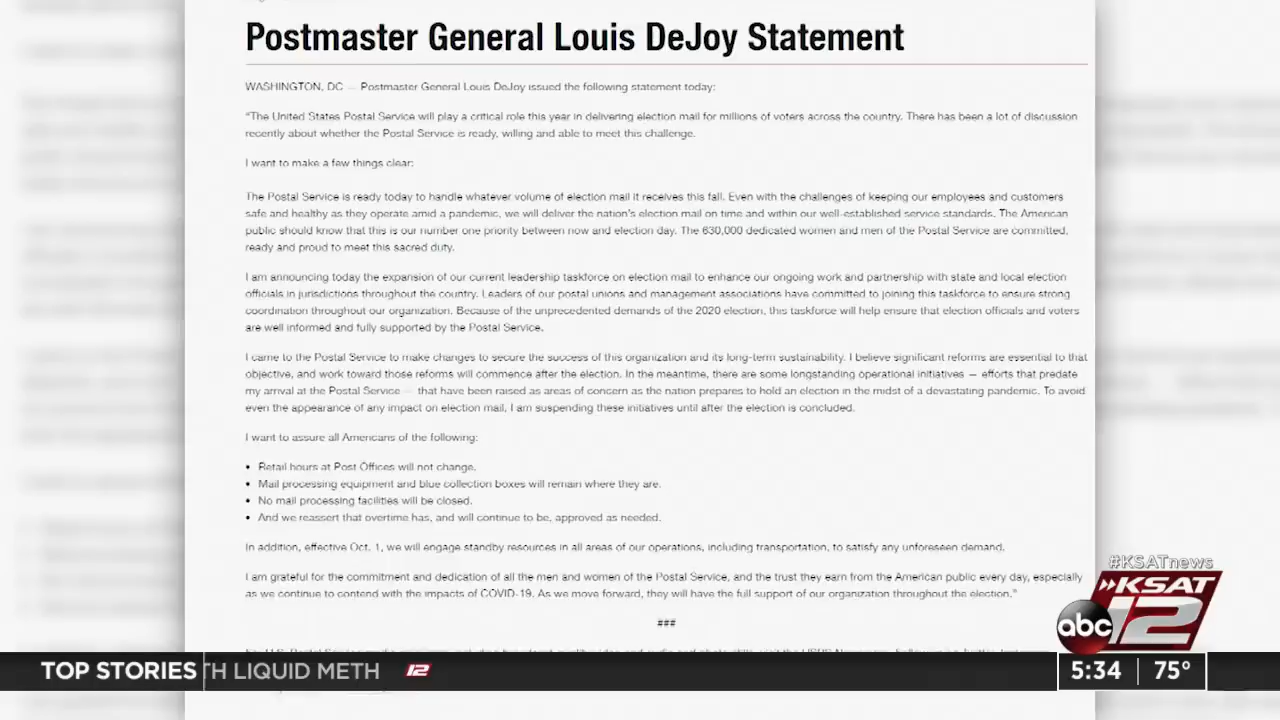 Postmaster General Louis DeJoy Statement
WASHINGTON, DC — Postmaster General Louis DeJoy issued the following statement today:
"The United States Postal Service will play a critical role this year in delivering election mail for millions of voters across the country. There has been a lot of discussion
recently about whether the Postal Service is ready, willing and able to meet this challenge.
I want to make a few things clear:
The Postal Service is ready today to handle whatever volume of election mail it receives this fall. Even with the challenges of keeping our employees and customers
safe and healthy as they operate amid a pandemic, we will deliver the nation's election mail on time and within our well-established service standards. The American
public should know that this is our number one priority between now and election day. The 630,000 dedicated women and men of the Postal Service are committed,
ready and proud to meet this sacred duty.
I am announcing today the expansion of our current leadership taskforce on election mail to enhance our ongoing work and partnership with state and local election
officials in jurisdictions throughout the country. Leaders of our postal unions and management associations have committed to joining this taskforce to ensure strong
coordination throughout our organization. Because of the unprecedented demands of the 2020 election, this taskforce will help ensure that election officials and voters
are well informed and fully supported by the Postal Service.
I came to the Postal Service to make changes to secure the success of this organization and its long-term sustainability. I believe significant reforms are essential to that
objective, and work toward those reforms will commence after the election. In the meantime, there are some longstanding operational initiatives — efforts that predate
my arrival at the Postal Service — that have been raised as areas of concern as the nation prepares to hold an election in the midst of a devastating pandemic. To avoid
even the appearance of any impact on election mail, I am suspending these initiatives until after the election is concluded.
I want to assure all Americans of the following:
• Retail hours at Post Offices will not change.
• Mail processing equipment and blue collection boxes will remain where they are.
• No mail processing facilities will be closed.
• And we reassert that overtime has, and will continue to be, approved as needed.
In addition, effective Oct. 1, we will engage standby resources in all areas of our operations, including transportation, to satisfy any unforeseen demand.
I am grateful for the commitment and dedication of all the men and women of the Postal Service, and the trust they earn from the American public every day, especially
as we continue to contend with the impacts of COVID-19. As we move forward, they will have the full support of our organization throughout the election."
###
#KSATnews
KSAT
abc 12
TOP STORIES TH LIQUID METH 12
5:34 75°